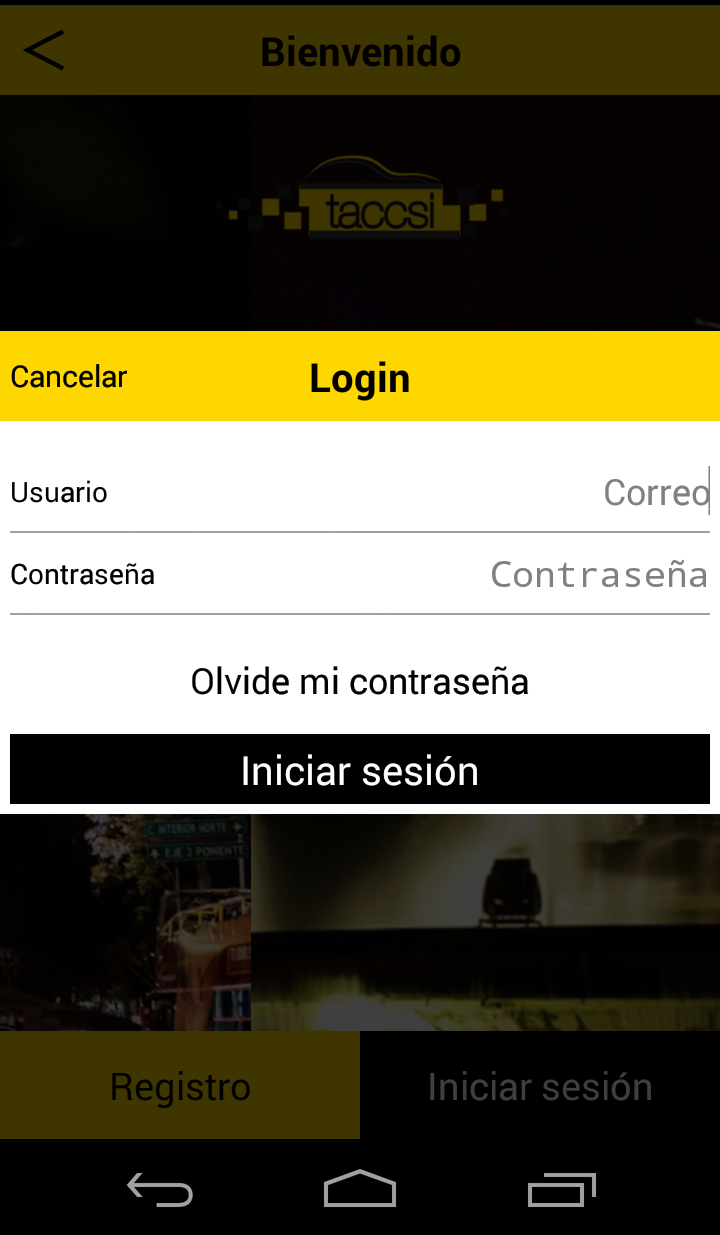 Bienvenido
taccsi
Cancelar
Login
Usuario
Correo
Contraseña
Contraseña
Olvide mi contraseña
Iniciar sesión
C INTERIOR NORTE
EJE 2 PONIENTE
Registro
Iniciar sesión